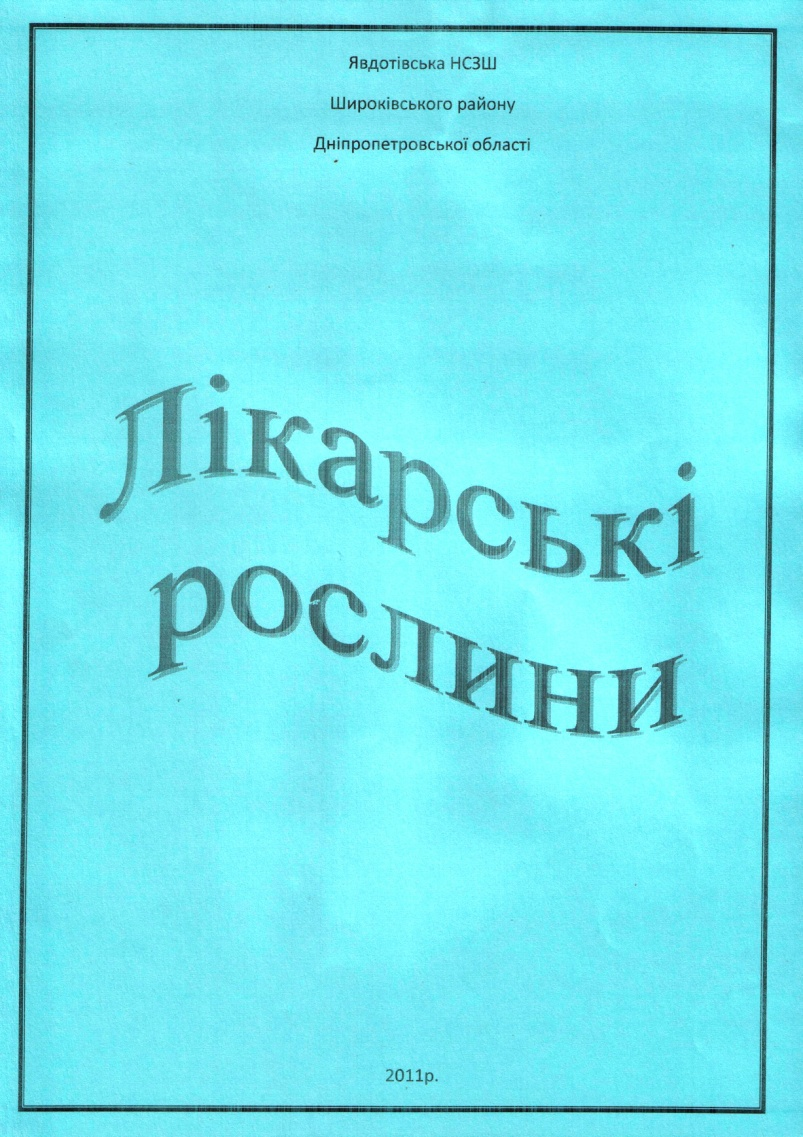 Явдотівська НСЗШ
Широківського району
Дніпропетровської області
Лікарські
рослини
2011р.